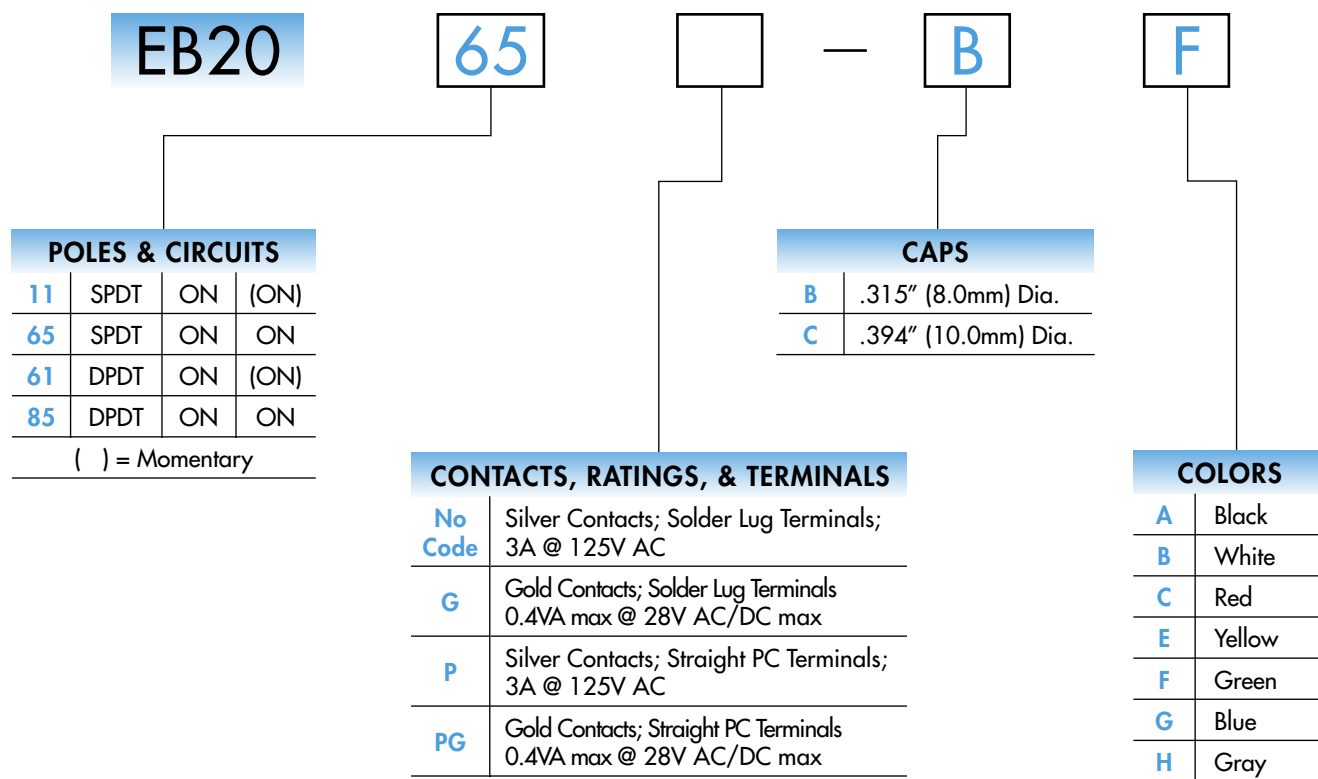 EB20 65 — B F
POLES & CIRCUITS
11 SPDT ON (ON)
65 SPDT ON ON
61 DPDT ON (ON)
85 DPDT ON ON
( ) = Momentary
CONTACTS, RATINGS, & TERMINALS
No Code Silver Contacts; Solder Lug Terminals;
3A @ 125V AC
G Gold Contacts; Solder Lug Terminals
0.4VA max @ 28V AC/DC max
P Silver Contacts; Straight PC Terminals;
3A @ 125V AC
PG Gold Contacts; Straight PC Terminals
0.4VA max @ 28V AC/DC max
CAPS
B .315″ (8.0mm) Dia.
C .394″ (10.0mm) Dia.
COLORS
A Black
B White
C Red
E Yellow
F Green
G Blue
H Gray